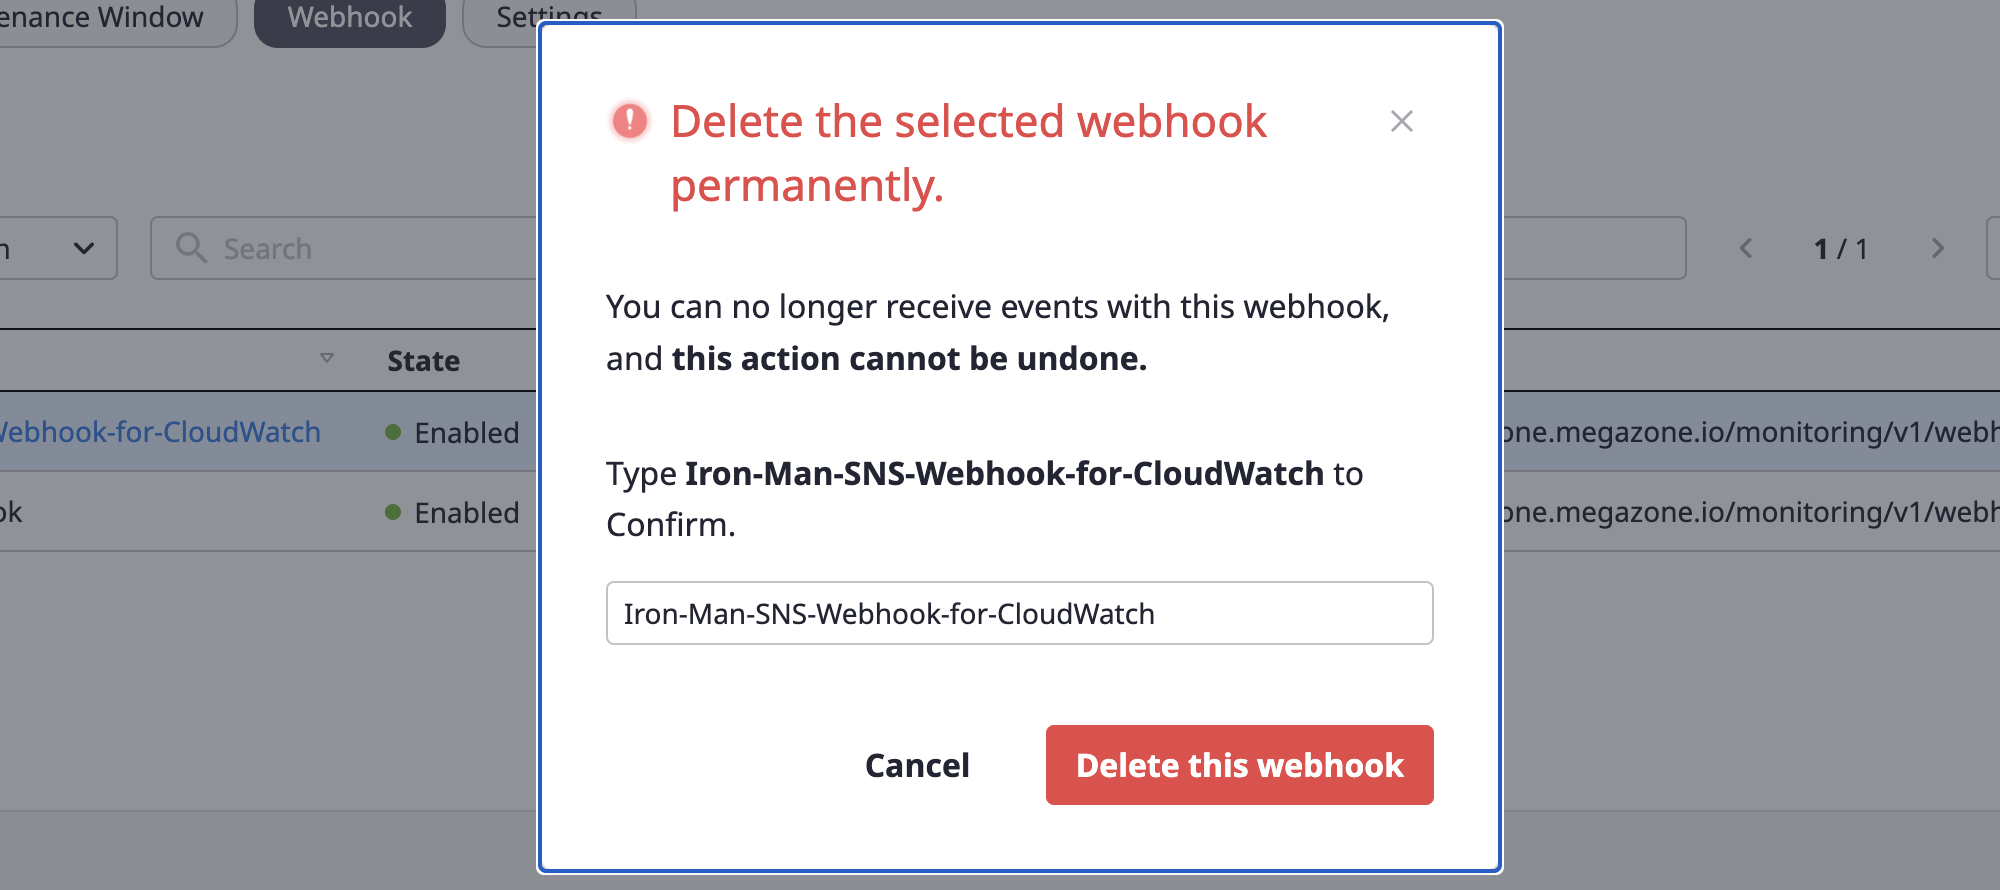 enance Window Webhook Settings
Delete the selected webhook
permanently.
Search
1 / 1
You can no longer receive events with this webhook,
and this action cannot be undone.
State
Webhook-for-CloudWatch Enabled one.megazone.io/monitoring/v1/webh
Type Iron-Man-SNS-Webhook-for-CloudWatch to
Confirm.
ok Enabled one.megazone.io/monitoring/v1/webh
Iron-Man-SNS-Webhook-for-CloudWatch
Cancel Delete this webhook